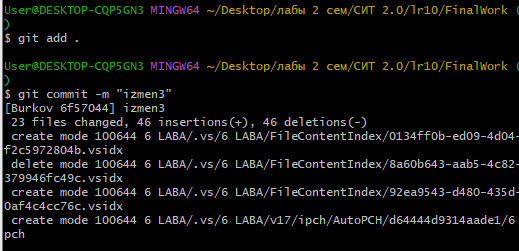 User@DESKTOP-CQP5GN3 MINGW64 ~/Desktop/лабы 2 сем/СИТ 2.0/lr10/FinalWork (
)
$ git add .
User@DESKTOP-CQP5GN3 MINGW64 ~/Desktop/лабы 2 сем/СИТ 2.0/lr10/FinalWork (
)
$ git commit -m "izmen3"
[Burkov 6f57044] izmen3
23 files changed, 46 insertions(+), 46 deletions(-)
create mode 100644 6 LABA/.vs/6 LABA/FileContentIndex/0134ff0b-ed09-4d04-
f2c5972804b.vsidx
delete mode 100644 6 LABA/.vs/6 LABA/FileContentIndex/8a60b643-aab5-4c82-
379946fc49c.vsidx
create mode 100644 6 LABA/.vs/6 LABA/FileContentIndex/92ea9543-d480-435d-
0af4c4cc76c.vsidx
create mode 100644 6 LABA/.vs/6 LABA/v17/ipch/AutoPCH/d64444d9314aade1/6
pch